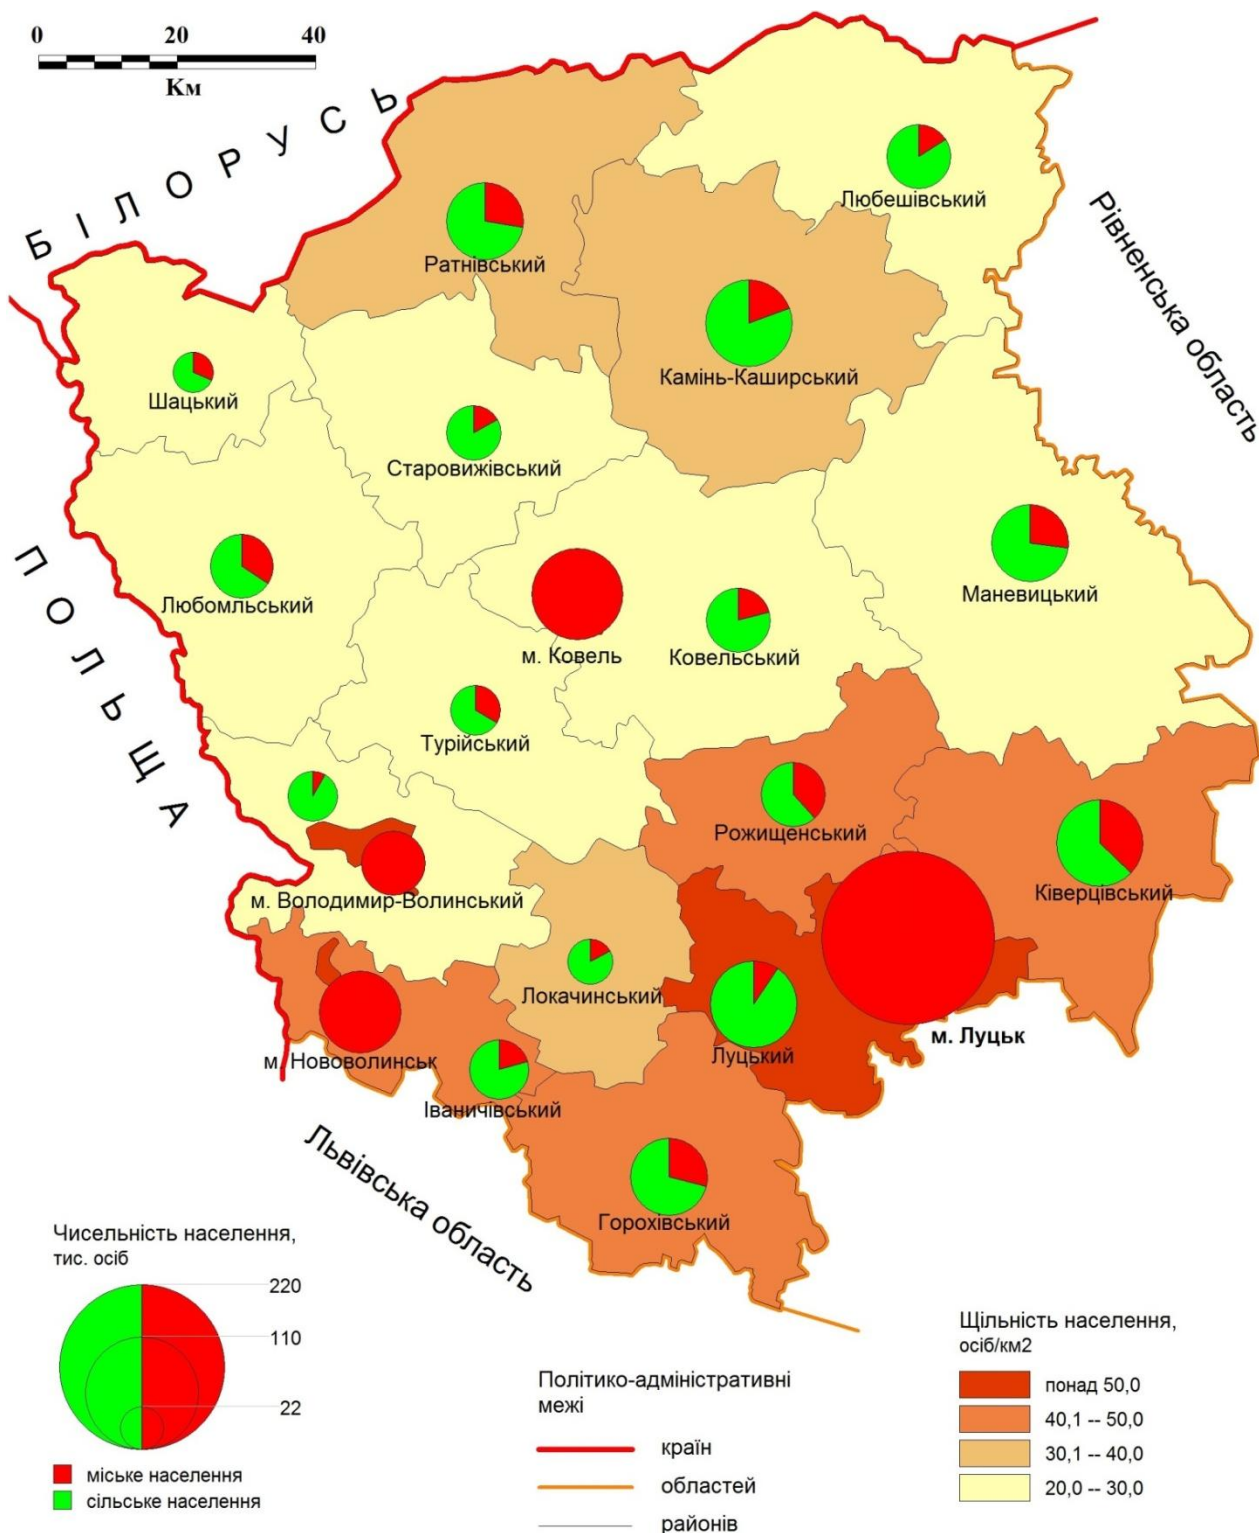 0 20 40
Км
БІЛОРУСЬ
Любешівський
Рівненська область
Ратнівський
Камінь-Каширський
Шацький
Старовижівський
ПОЛЬЩА
Любомльський
Маневицький
м. Ковель
Ковельський
Турійський
Рожищенський
Ківерцівський
м. Володимир-Волинський
Локачинський
м. Луцьк
Луцький
м. Нововолинськ
Іваничівський
Львівська область
Горохівський
Чисельність населення,
тис. осіб
220
110
22
міське населення
сільське населення
Політико-адміністративні
межі
країн
областей
районів
Щільність населення,
осіб/км2
понад 50,0
40,1 -- 50,0
30,1 -- 40,0
20,0 -- 30,0